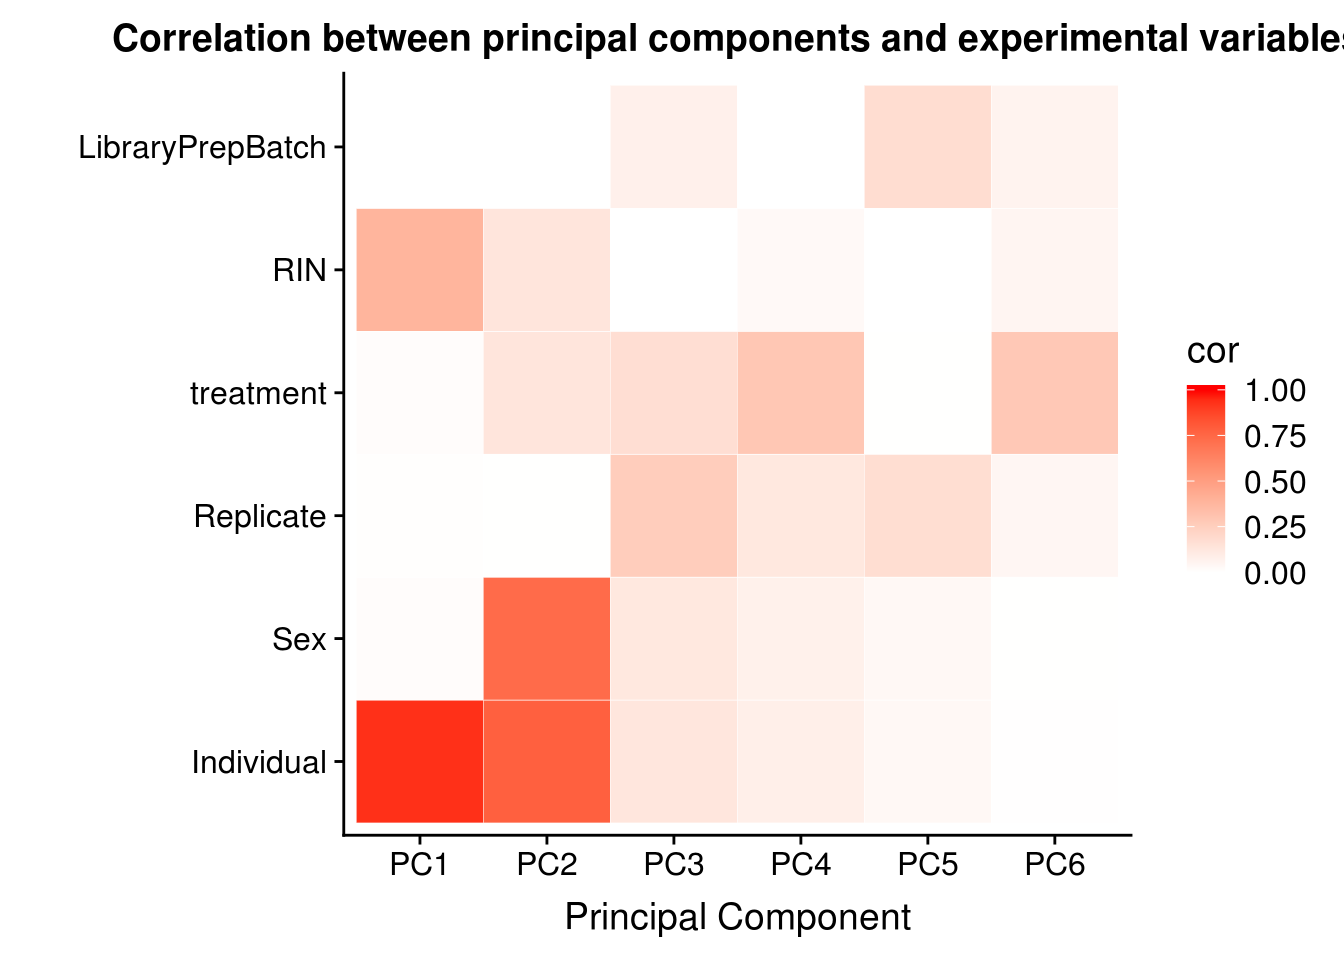 Correlation between principal components and experimental variables
LibraryPrepBatch
RIN
treatment
Replicate
Sex
Individual
cor
1.00
0.75
0.50
0.25
0.00
PC1 PC2 PC3 PC4 PC5 PC6
Principal Component